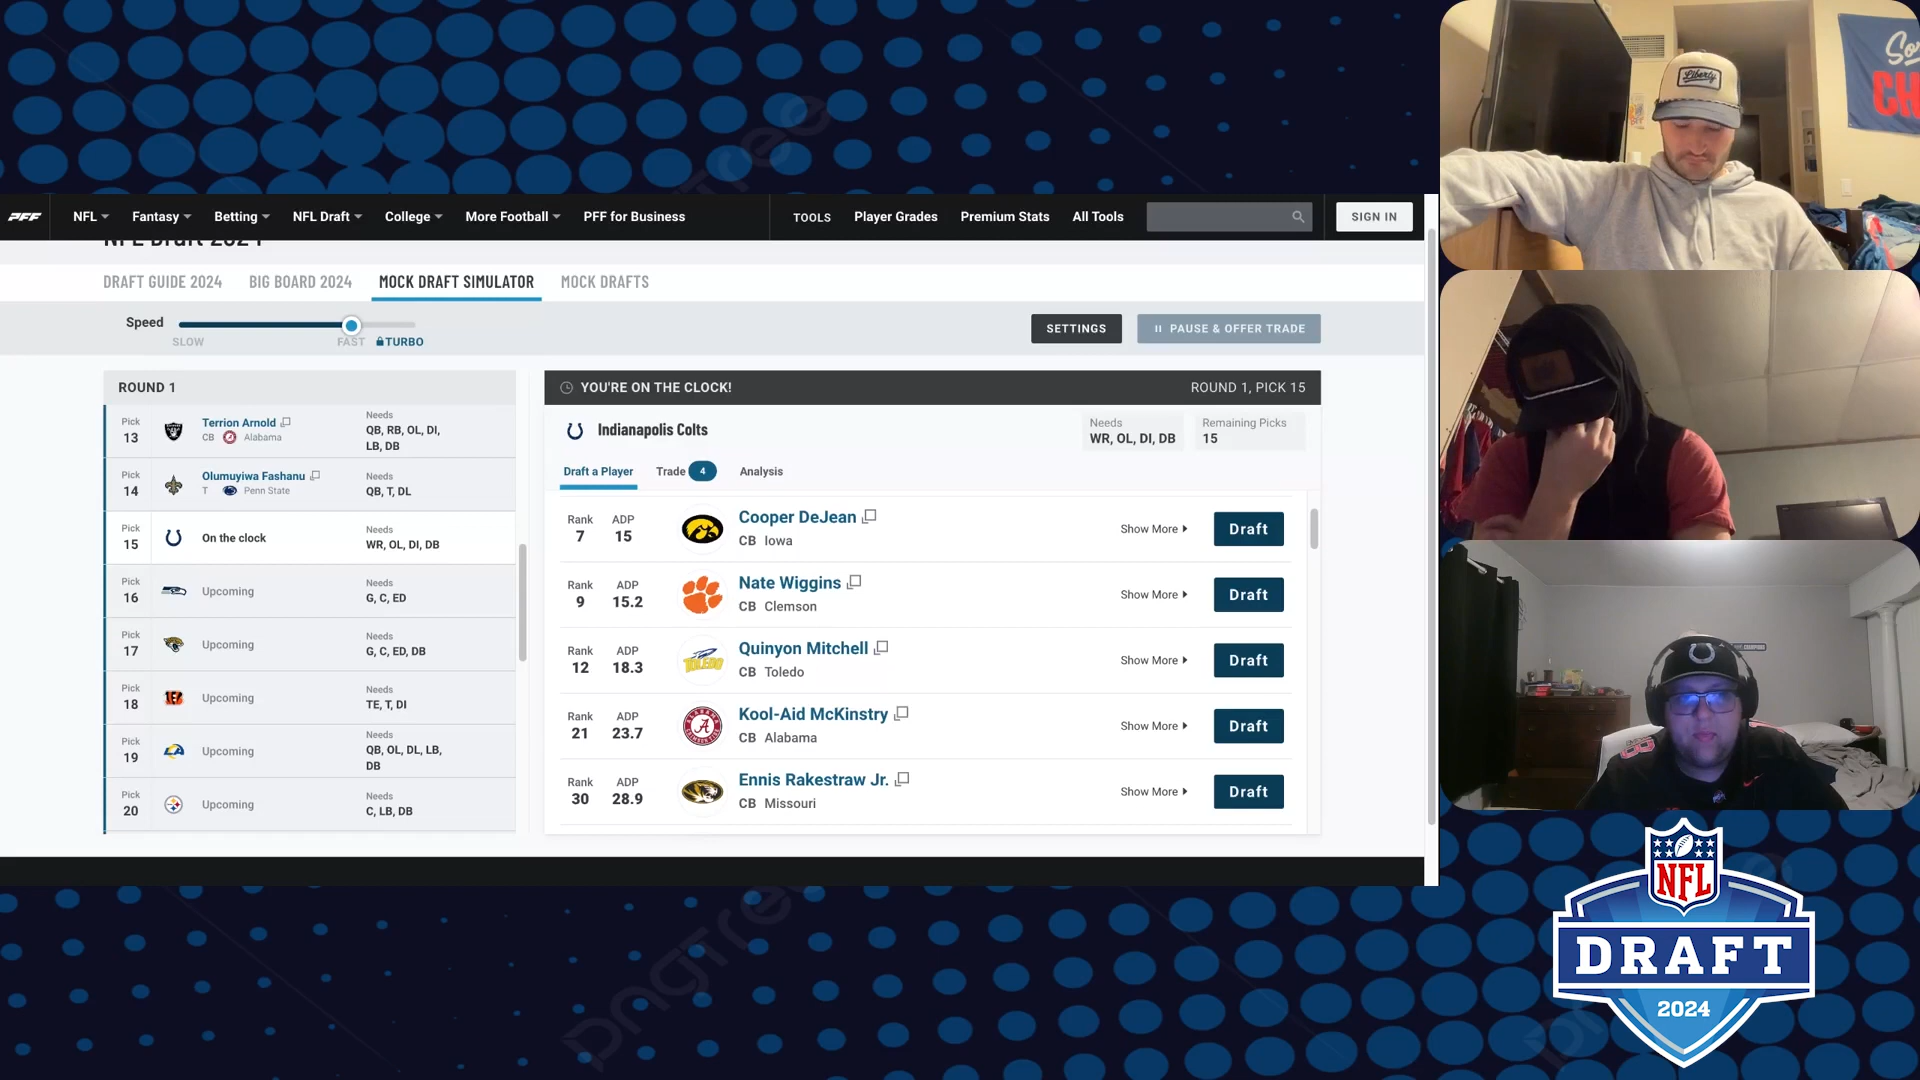 PFF
NFL
Fantasy
Betting
NFL Draft
College
More Football
PFF for Business
TOOLS
Player Grades
Premium Stats
All Tools
SIGN IN
NFL Draft 2024
DRAFT GUIDE 2024
BIG BOARD 2024
MOCK DRAFT SIMULATOR
MOCK DRAFTS
Speed
SLOW
FAST
TURBO
SETTINGS
PAUSE & OFFER TRADE
ROUND 1
Pick
13
Terrion Arnold
CB Alabama
Needs
QB, RB, OL, DI,
LB, DB
Pick
14
Olumuyiwa Fashanu
T Penn State
Needs
QB, T, DL
Pick
15
On the clock
Needs
WR, OL, DI, DB
Pick
16
Upcoming
Needs
G, C, ED
Pick
17
Upcoming
Needs
G, C, ED, DB
Pick
18
Upcoming
Needs
TE, T, DI
Pick
19
Upcoming
Needs
QB, OL, DL, LB,
DB
Pick
20
Upcoming
Needs
C, LB, DB
YOU'RE ON THE CLOCK!
ROUND 1, PICK 15
Indianapolis Colts
Needs
WR, OL, DI, DB
Remaining Picks
15
Draft a Player
Trade 4
Analysis
Rank
7
ADP
15
Cooper DeJean
CB Iowa
Show More
Draft
Rank
9
ADP
15.2
Nate Wiggins
CB Clemson
Show More
Draft
Rank
12
ADP
18.3
TOLEDO
Quinyon Mitchell
CB Toledo
Show More
Draft
Rank
21
ADP
23.7
Kool-Aid McKinstry
CB Alabama
Show More
Draft
Rank
30
ADP
28.9
Ennis Rakestraw Jr.
CB Missouri
Show More
Draft
Liberty
NFL
DRAFT
2024
pngtree